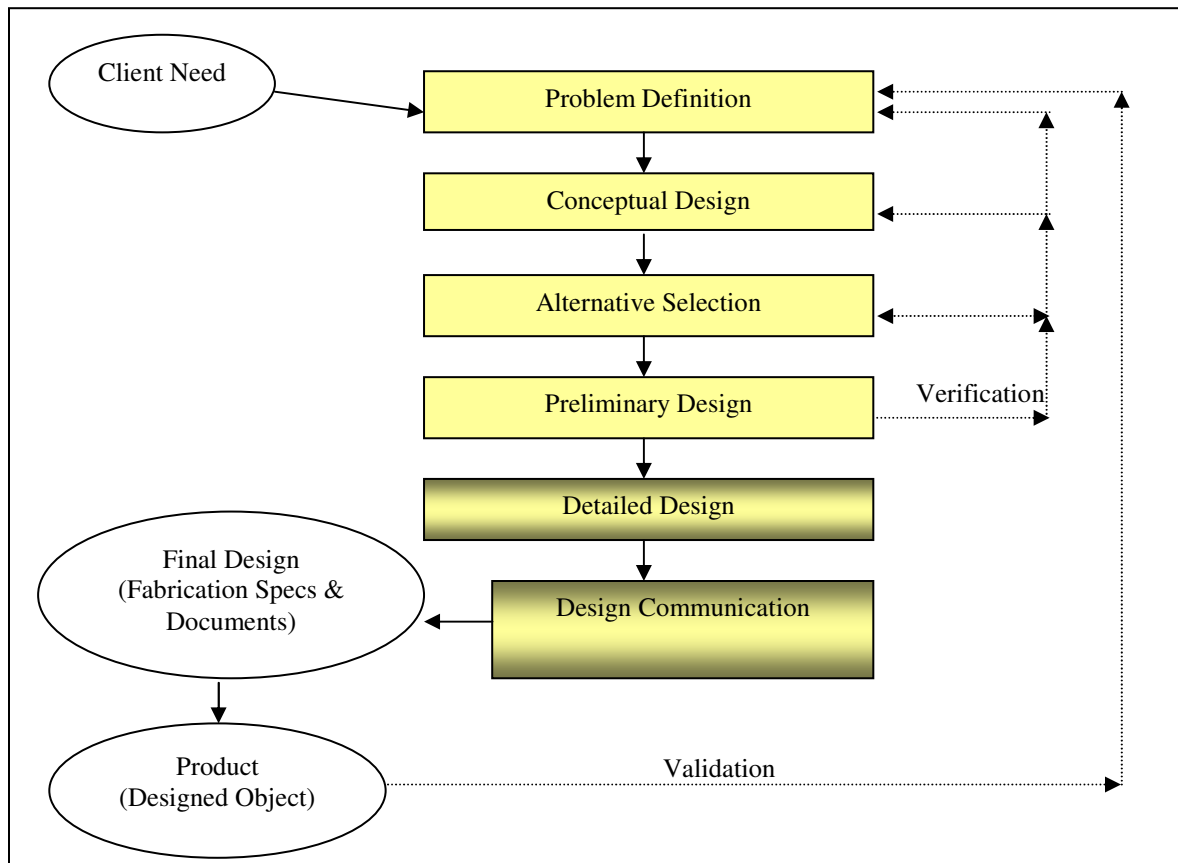 Client Need
Problem Definition
Conceptual Design
Alternative Selection
Preliminary Design
Verification
Detailed Design
Final Design
(Fabrication Specs &
Documents)
Design Communication
Product
(Designed Object)
Validation